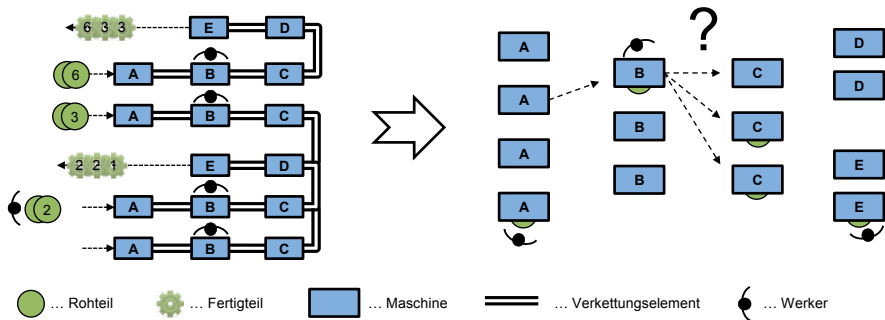 6 3 3 E D
6 A B C
3 A B C
2 2 1 E D
2 A B C
A B C
?
A D
B C D
A
B C
A E
B C
A E
... Rohteil ... Fertigteil ... Maschine ... Verkettungselement ... Werker